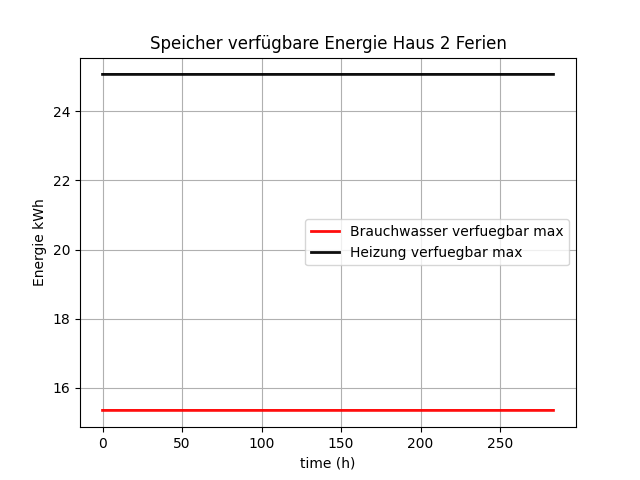 Speicher verfügbare Energie Haus 2 Ferien
Energie kWh
24
22
20
18
16
Brauchwasser verfuegbar max
Heizung verfuegbar max
0 50 100 150 200 250
time (h)